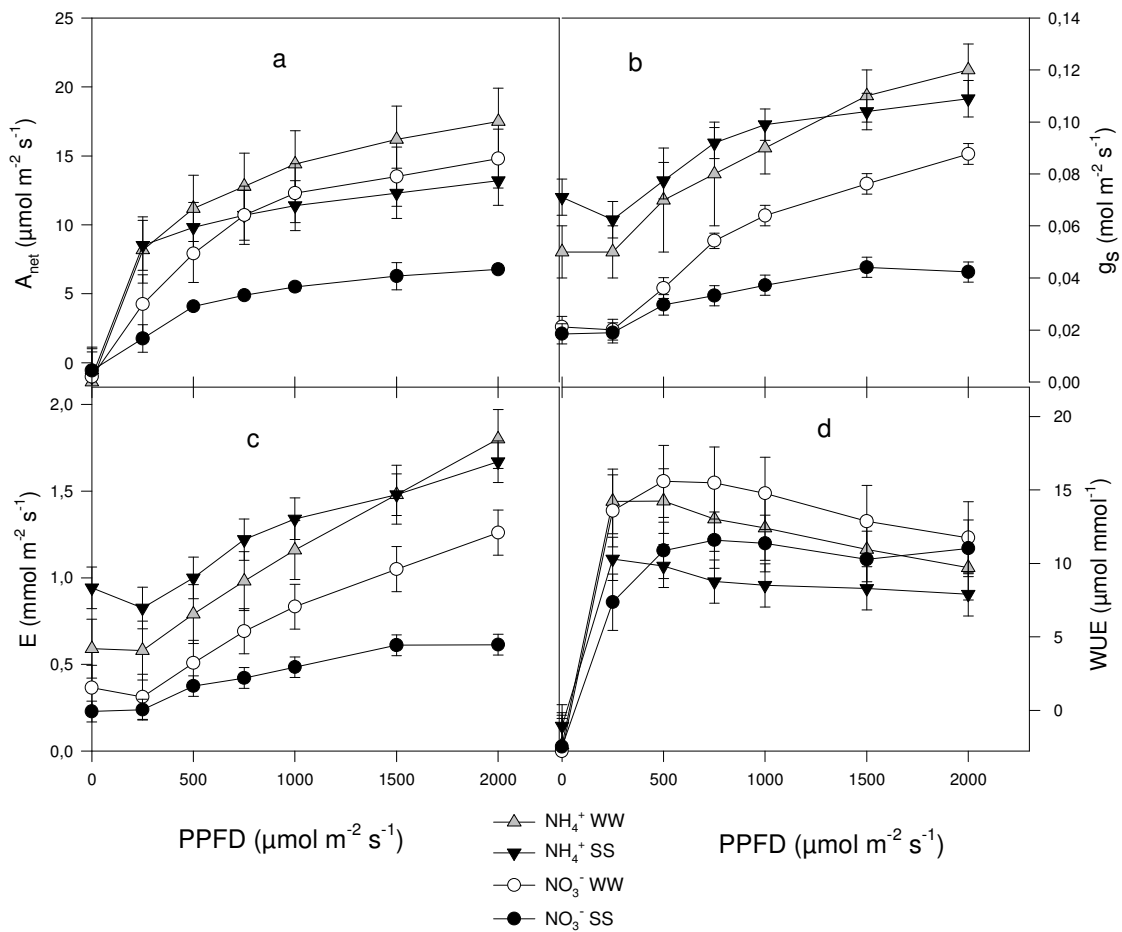 25
20
15
10
5
0
A_net (µmol m⁻² s⁻¹)
a
b
0,14
0,12
0,10
0,08
0,06
0,04
0,02
0,00
g_s (mol m⁻² s⁻¹)
2,0
1,5
1,0
0,5
0,0
E (mmol m⁻² s⁻¹)
c
d
20
15
10
5
0
WUE (µmol mmol⁻¹)
0 500 1000 1500 2000
0 500 1000 1500 2000
PPFD (µmol m⁻² s⁻¹)
PPFD (µmol m⁻² s⁻¹)
NH₄⁺ WW
NH₄⁺ SS
NO₃⁻ WW
NO₃⁻ SS